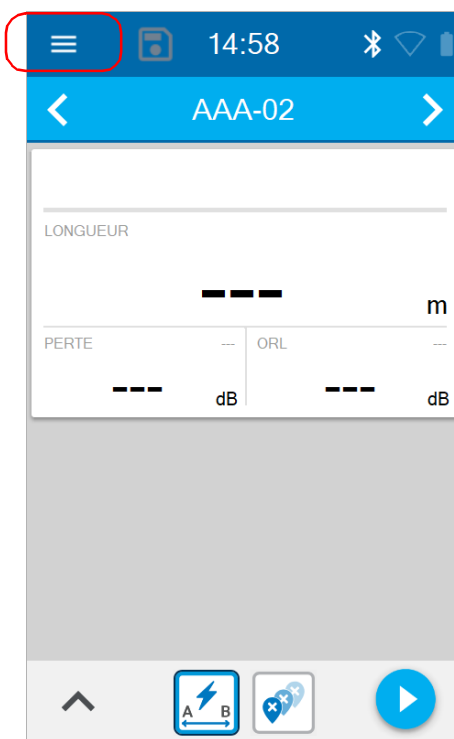 14:58
AAA-02
LONGUEUR
--- m
PERTE --- ORL ---
--- dB --- dB
A B